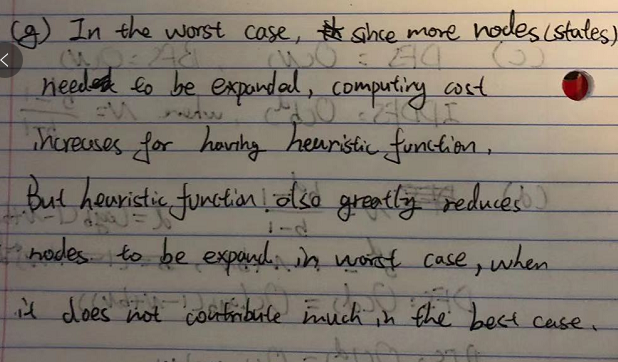 (g) In the worst case, since more nodes (states)
need to be expanded, computing cost
increases for having heuristic function.
But heuristic function also greatly reduces
nodes to be expand in worst case, when
it does not contribute much in the best case.